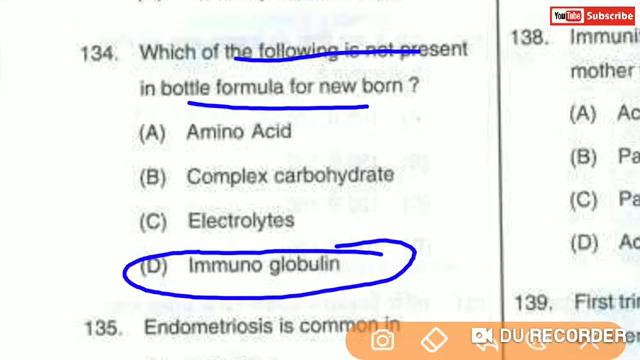 YouTube Subscribe
134. Which of the following is not present
in bottle formula for new born ?
(A) Amino Acid
(B) Complex carbohydrate
(C) Electrolytes
(D) Immuno globulin
135. Endometriosis is common in
138. Immuni
mother
(A) Ac
(B) Pa
(C) Pa
(D) Ac
139. First tri
DU RECORDER